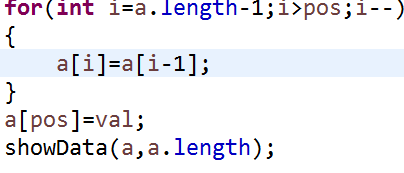 for(int i=a.length-1;i>pos;i--)
{
a[i]=a[i-1];
}
a[pos]=val;
showData(a,a.length);